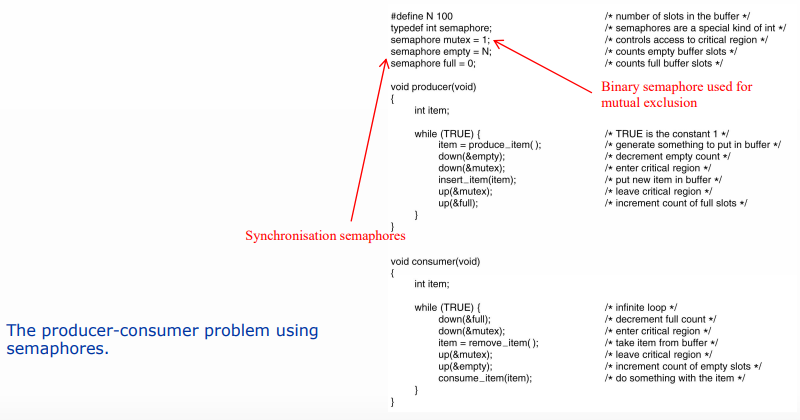 #define N 100 /* number of slots in the buffer */
typedef int semaphore; /* semaphores are a special kind of int */
semaphore mutex = 1; /* controls access to critical region */
semaphore empty = N; /* counts empty buffer slots */
semaphore full = 0; /* counts full buffer slots */
Binary semaphore used for
mutual exclusion
void producer(void)
{
int item;
while (TRUE) { /* TRUE is the constant 1 */
item = produce_item( ); /* generate something to put in buffer */
down(&empty); /* decrement empty count */
down(&mutex); /* enter critical region */
insert_item(item); /* put new item in buffer */
up(&mutex); /* leave critical region */
up(&full); /* increment count of full slots */
}
}
Synchronisation semaphores
void consumer(void)
{
int item;
while (TRUE) { /* infinite loop */
down(&full); /* decrement full count */
down(&mutex); /* enter critical region */
item = remove_item( ); /* take item from buffer */
up(&mutex); /* leave critical region */
up(&empty); /* increment count of empty slots */
consume_item(item); /* do something with the item */
}
}
The producer-consumer problem using
semaphores.